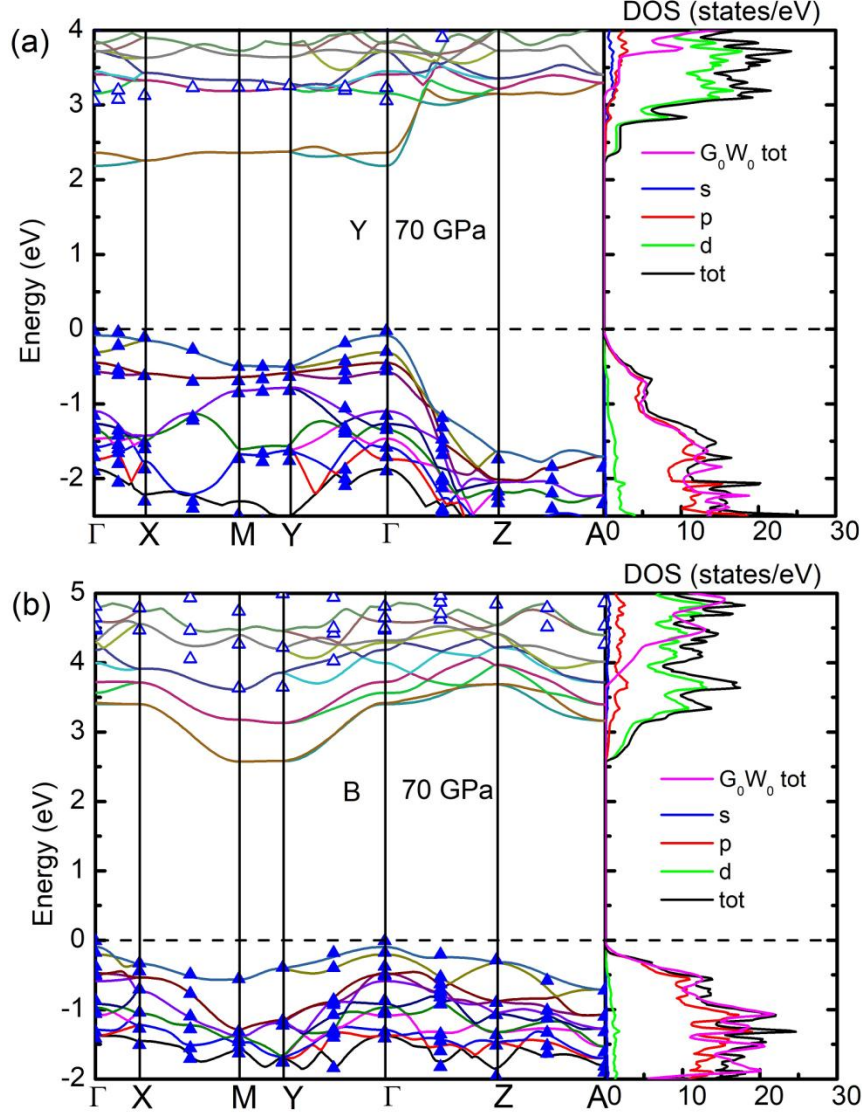 (a)
DOS (states/eV)
4
3
2
1
0
-1
-2
Energy (eV)
Y 70 GPa
G₀W₀ tot
s
p
d
tot
Γ X M Y Γ Z A
0 10 20 30
(b)
DOS (states/eV)
5
4
3
2
1
0
-1
-2
Energy (eV)
B 70 GPa
G₀W₀ tot
s
p
d
tot
Γ X M Y Γ Z A
0 10 20 30